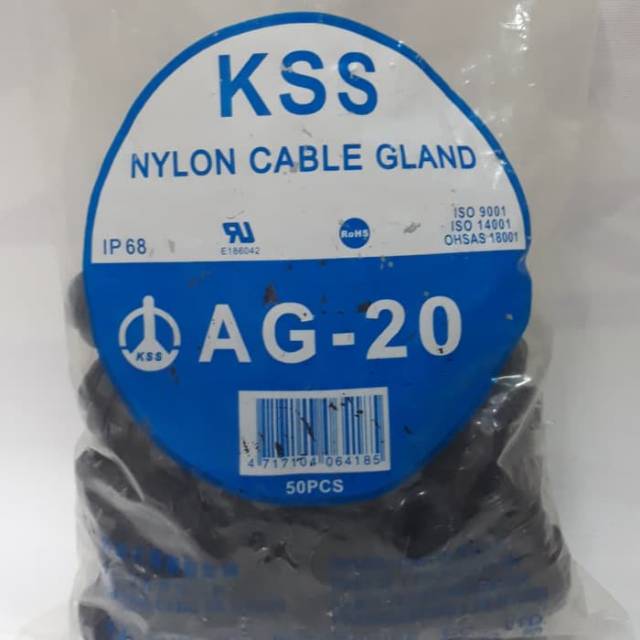 KSS
NYLON CABLE GLAND
IP 68
E186042
RoHS
ISO 9001
ISO 14001
OHSAS 18001
KSS
AG-20
4 717104 064185
50PCS